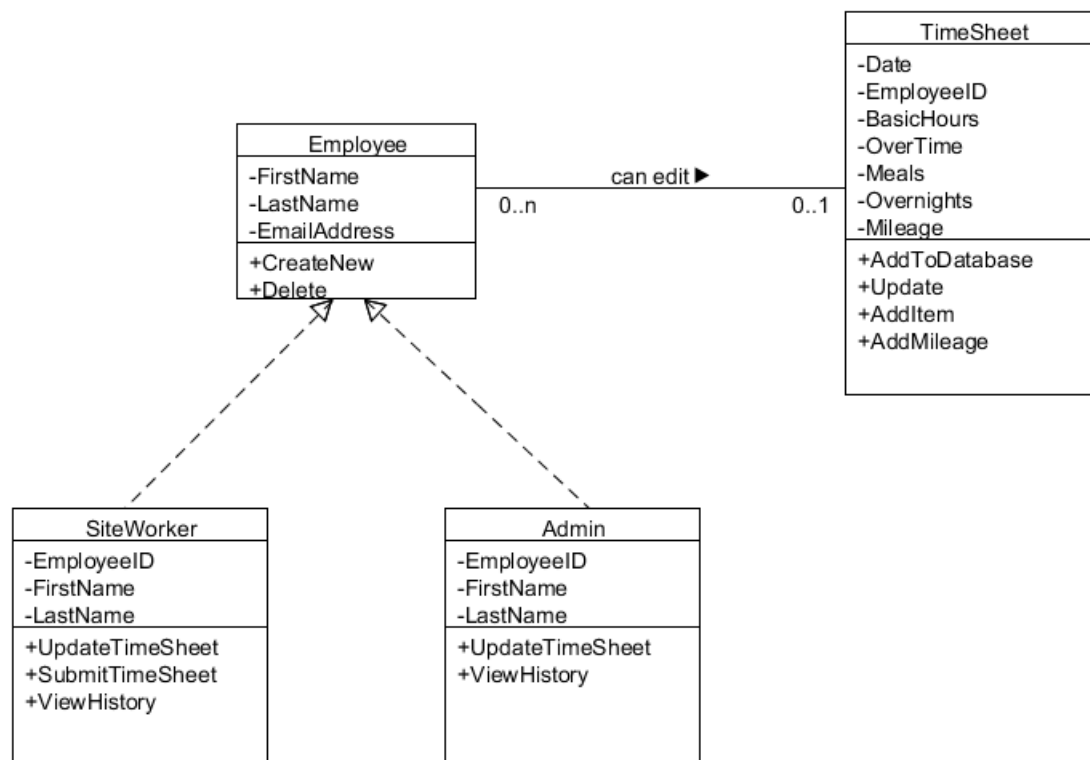 TimeSheet
-Date
-EmployeeID
-BasicHours
-OverTime
-Meals
-Overnights
-Mileage
+AddToDatabase
+Update
+AddItem
+AddMileage
Employee
-FirstName
-LastName
-EmailAddress
+CreateNew
+Delete
can edit ▶
0..n
0..1
SiteWorker
-EmployeeID
-FirstName
-LastName
+UpdateTimeSheet
+SubmitTimeSheet
+ViewHistory
Admin
-EmployeeID
-FirstName
-LastName
+UpdateTimeSheet
+ViewHistory